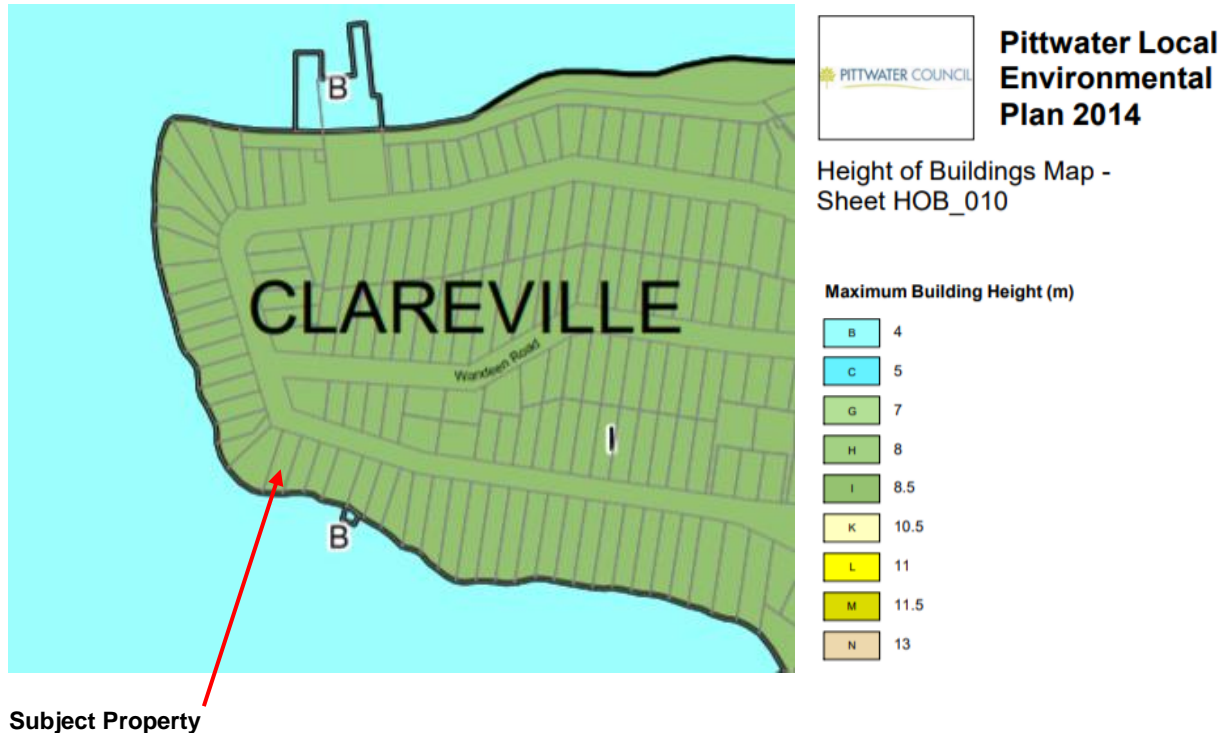 B
CLAREVILLE
Wandeen Road
I
B
Subject Property
PITTWATER COUNCIL
Pittwater Local
Environmental
Plan 2014
Height of Buildings Map -
Sheet HOB_010
Maximum Building Height (m)
B 4
C 5
G 7
H 8
I 8.5
K 10.5
L 11
M 11.5
N 13